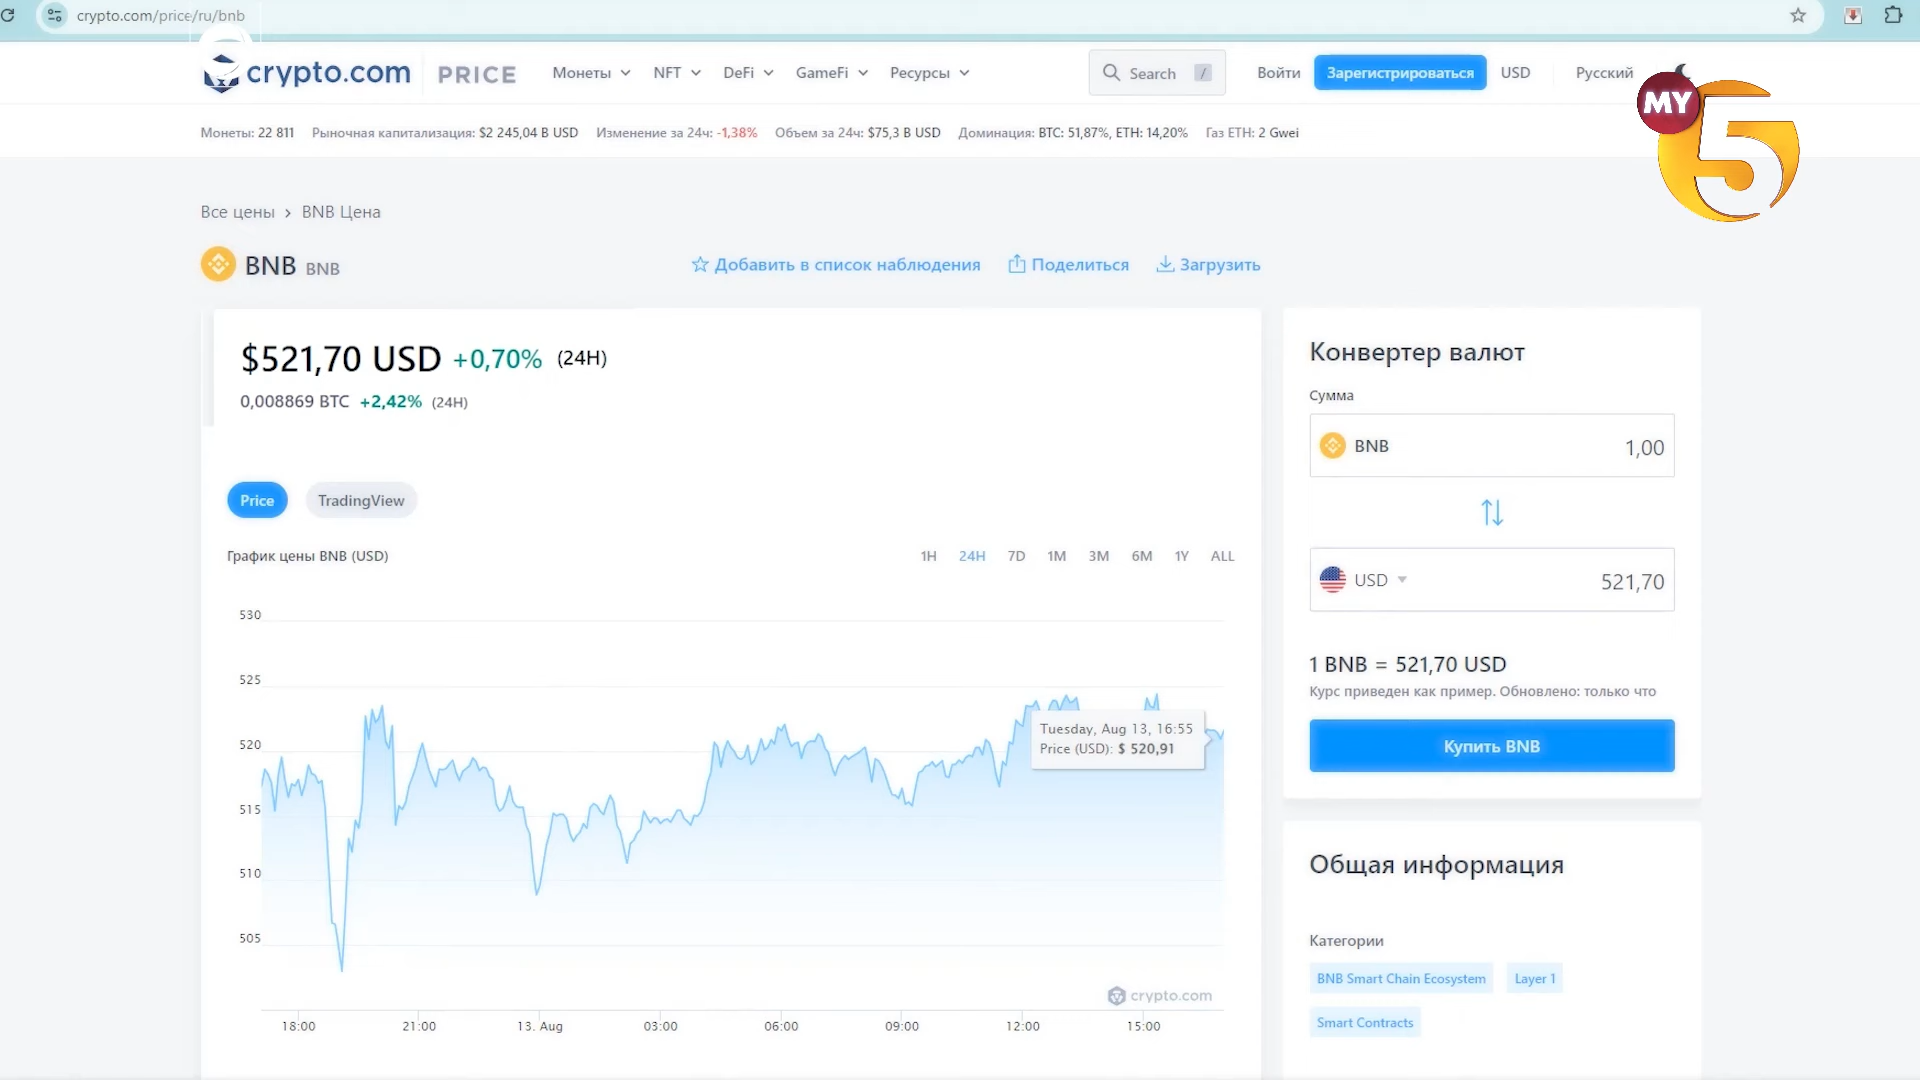 crypto.com/price/ru/bnb
crypto.com PRICE Монеты NFT DeFi GameFi Ресурсы Search / Войти Зарегистрироваться USD Русский
MY 5
Монеты: 22 811 Рыночная капитализация: $2 245,04 B USD Изменение за 24ч: -1,38% Объем за 24ч: $75,3 B USD Доминация: BTC: 51,87%, ETH: 14,20% Газ ETH: 2 Gwei
Все цены › BNB Цена
BNB BNB Добавить в список наблюдения Поделиться Загрузить
$521,70 USD +0,70% (24H)
0,008869 BTC +2,42% (24H)
Price TradingView
График цены BNB (USD) 1H 24H 7D 1M 3M 6M 1Y ALL
530
525
520
515
510
505
Tuesday, Aug 13, 16:55
Price (USD): $ 520,91
crypto.com
18:00 21:00 13. Aug 03:00 06:00 09:00 12:00 15:00
Конвертер валют
Сумма
BNB 1,00
USD 521,70
1 BNB = 521,70 USD
Курс приведен как пример. Обновлено: только что
Купить BNB
Общая информация
Категории
BNB Smart Chain Ecosystem Layer 1
Smart Contracts